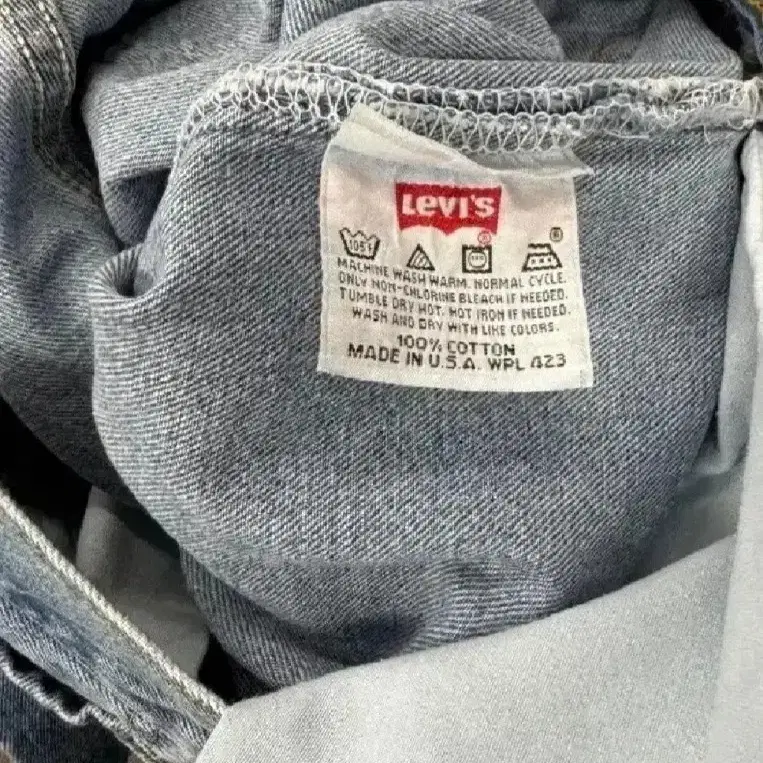 Levi's
105F
MACHINE WASH WARM. NORMAL CYCLE.
ONLY NON-CHLORINE BLEACH IF NEEDED.
TUMBLE DRY HOT. HOT IRON IF NEEDED.
WASH AND DRY WITH LIKE COLORS.
100% COTTON
MADE IN U.S.A. WPL 423